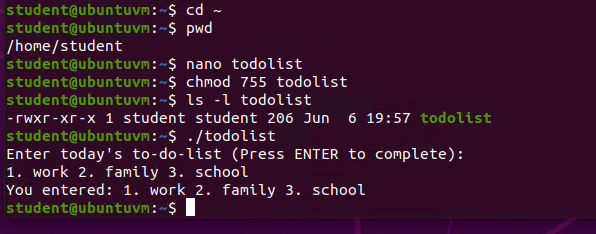 student@ubuntuvm:~$ cd ~
student@ubuntuvm:~$ pwd
/home/student
student@ubuntuvm:~$ nano todolist
student@ubuntuvm:~$ chmod 755 todolist
student@ubuntuvm:~$ ls -l todolist
-rwxr-xr-x 1 student student 206 Jun  6 19:57 todolist
student@ubuntuvm:~$ ./todolist
Enter today's to-do-list (Press ENTER to complete):
1. work 2. family 3. school
You entered: 1. work 2. family 3. school
student@ubuntuvm:~$